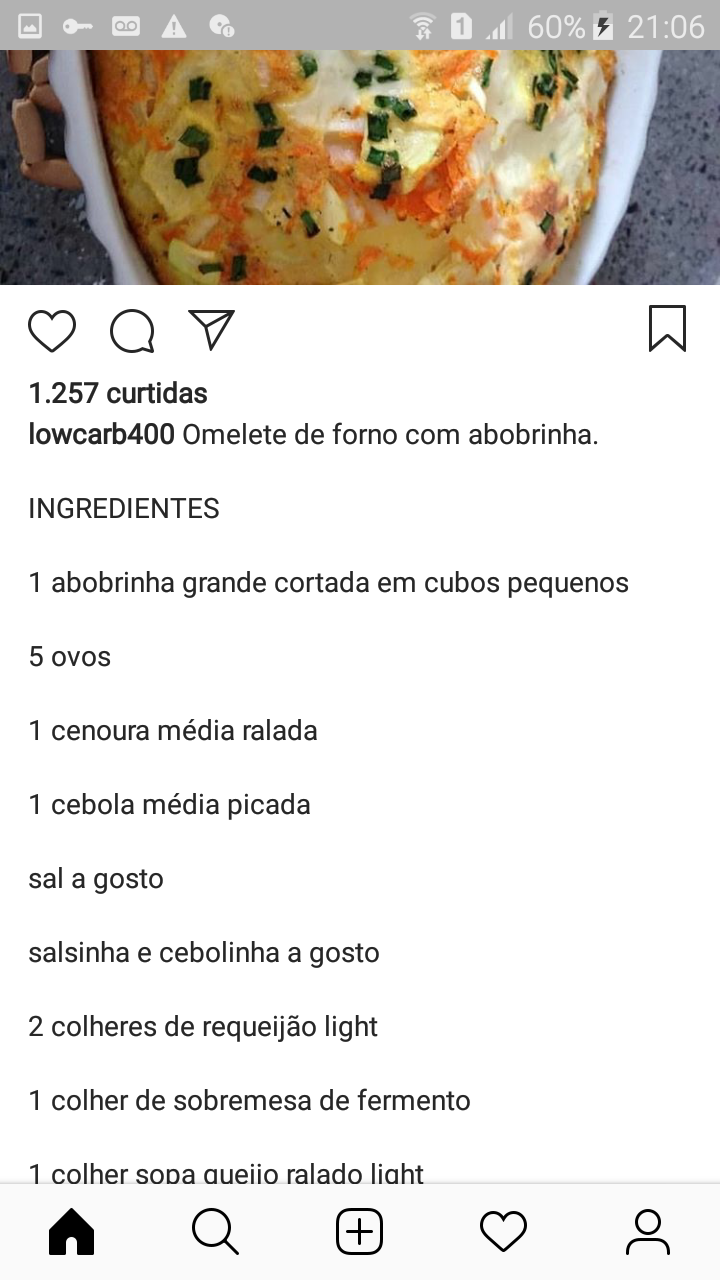 1 60% 21:06
1.257 curtidas
lowcarb400 Omelete de forno com abobrinha.
INGREDIENTES
1 abobrinha grande cortada em cubos pequenos
5 ovos
1 cenoura média ralada
1 cebola média picada
sal a gosto
salsinha e cebolinha a gosto
2 colheres de requeijão light
1 colher de sobremesa de fermento
1 colher sopa queijo ralado light